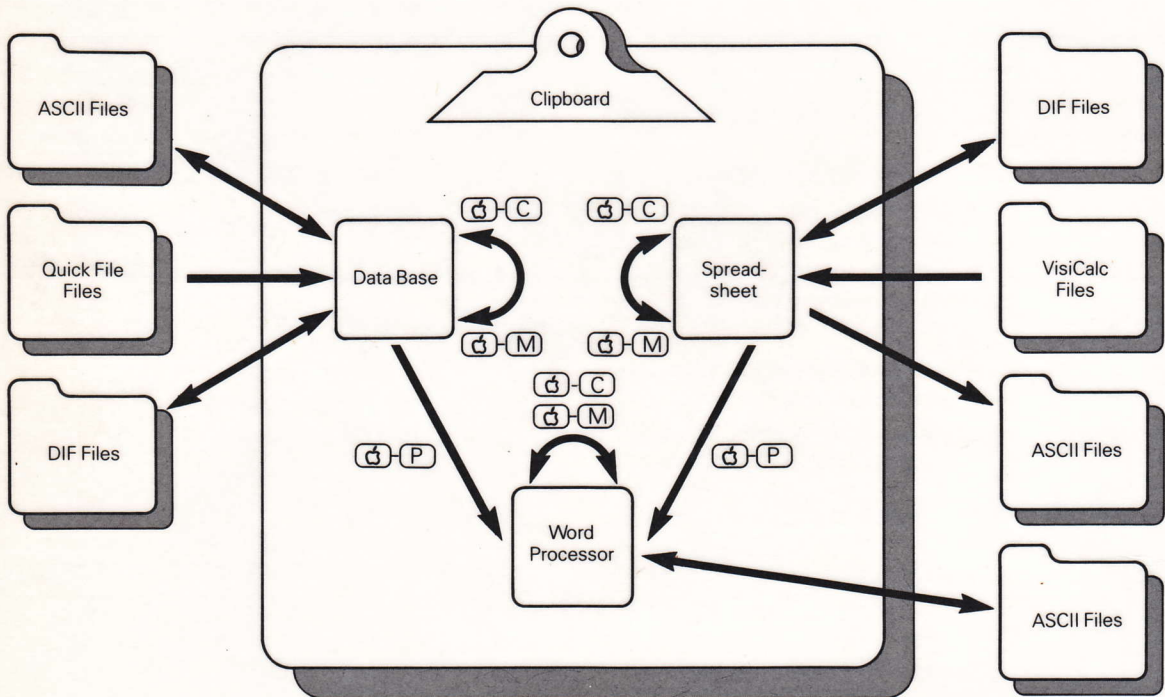 Clipboard
ASCII Files
Quick File
Files
DIF Files
Data Base
C
M
P
C
M
Word
Processor
C
M
P
Spread-
sheet
DIF Files
VisiCalc
Files
ASCII Files
ASCII Files